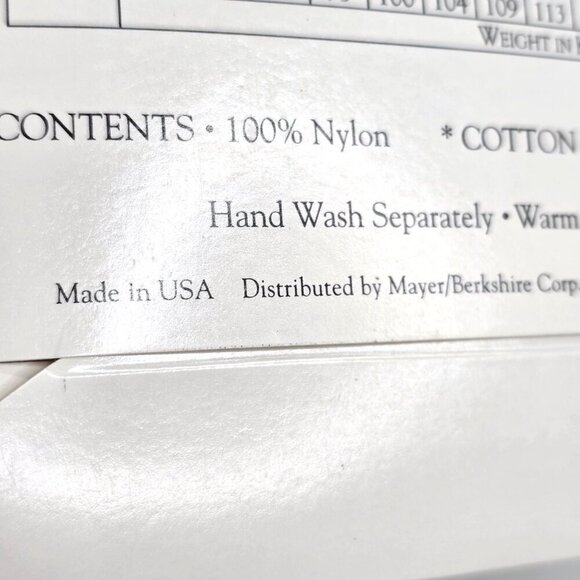 100 104 109 113
WEIGHT IN
CONTENTS • 100% Nylon * COTTON
Hand Wash Separately • Warm
Made in USA Distributed by Mayer/Berkshire Corp.